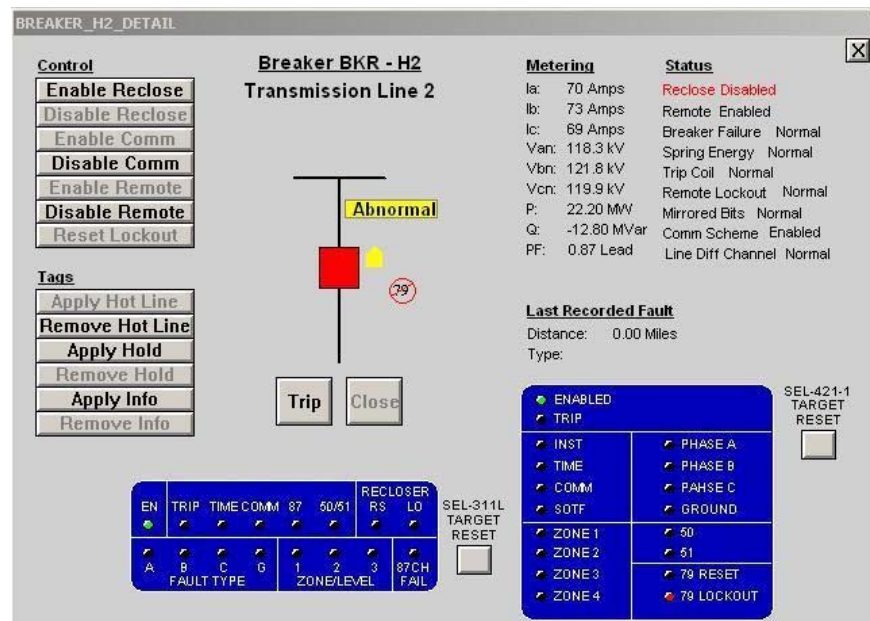 BREAKER_H2_DETAIL
X
Control
Enable Reclose
Disable Reclose
Enable Comm
Disable Comm
Enable Remote
Disable Remote
Reset Lockout
Tags
Apply Hot Line
Remove Hot Line
Apply Hold
Remove Hold
Apply Info
Remove Info
Breaker BKR - H2
Transmission Line 2
Abnormal
79
Trip Close
Metering
Ia: 70 Amps
Ib: 73 Amps
Ic: 69 Amps
Van: 118.3 kV
Vbn: 121.8 kV
Vcn: 119.9 kV
P: 22.20 MW
Q: -12.80 MVar
PF: 0.87 Lead
Status
Reclose Disabled
Remote Enabled
Breaker Failure Normal
Spring Energy Normal
Trip Coil Normal
Remote Lockout Normal
Mirrored Bits Normal
Comm Scheme Enabled
Line Diff Channel Normal
Last Recorded Fault
Distance: 0.00 Miles
Type:
RECLOSER
EN TRIP TIME COMM 87 50/51 RS LO
A B C G 1 2 3 87CH
FAULT TYPE ZONE/LEVEL FAIL
SEL-311L
TARGET
RESET
ENABLED
TRIP
INST
TIME
COMM
SOTF
ZONE 1
ZONE 2
ZONE 3
ZONE 4
PHASE A
PHASE B
PAHSE C
GROUND
50
51
79 RESET
79 LOCKOUT
SEL-421-1
TARGET
RESET